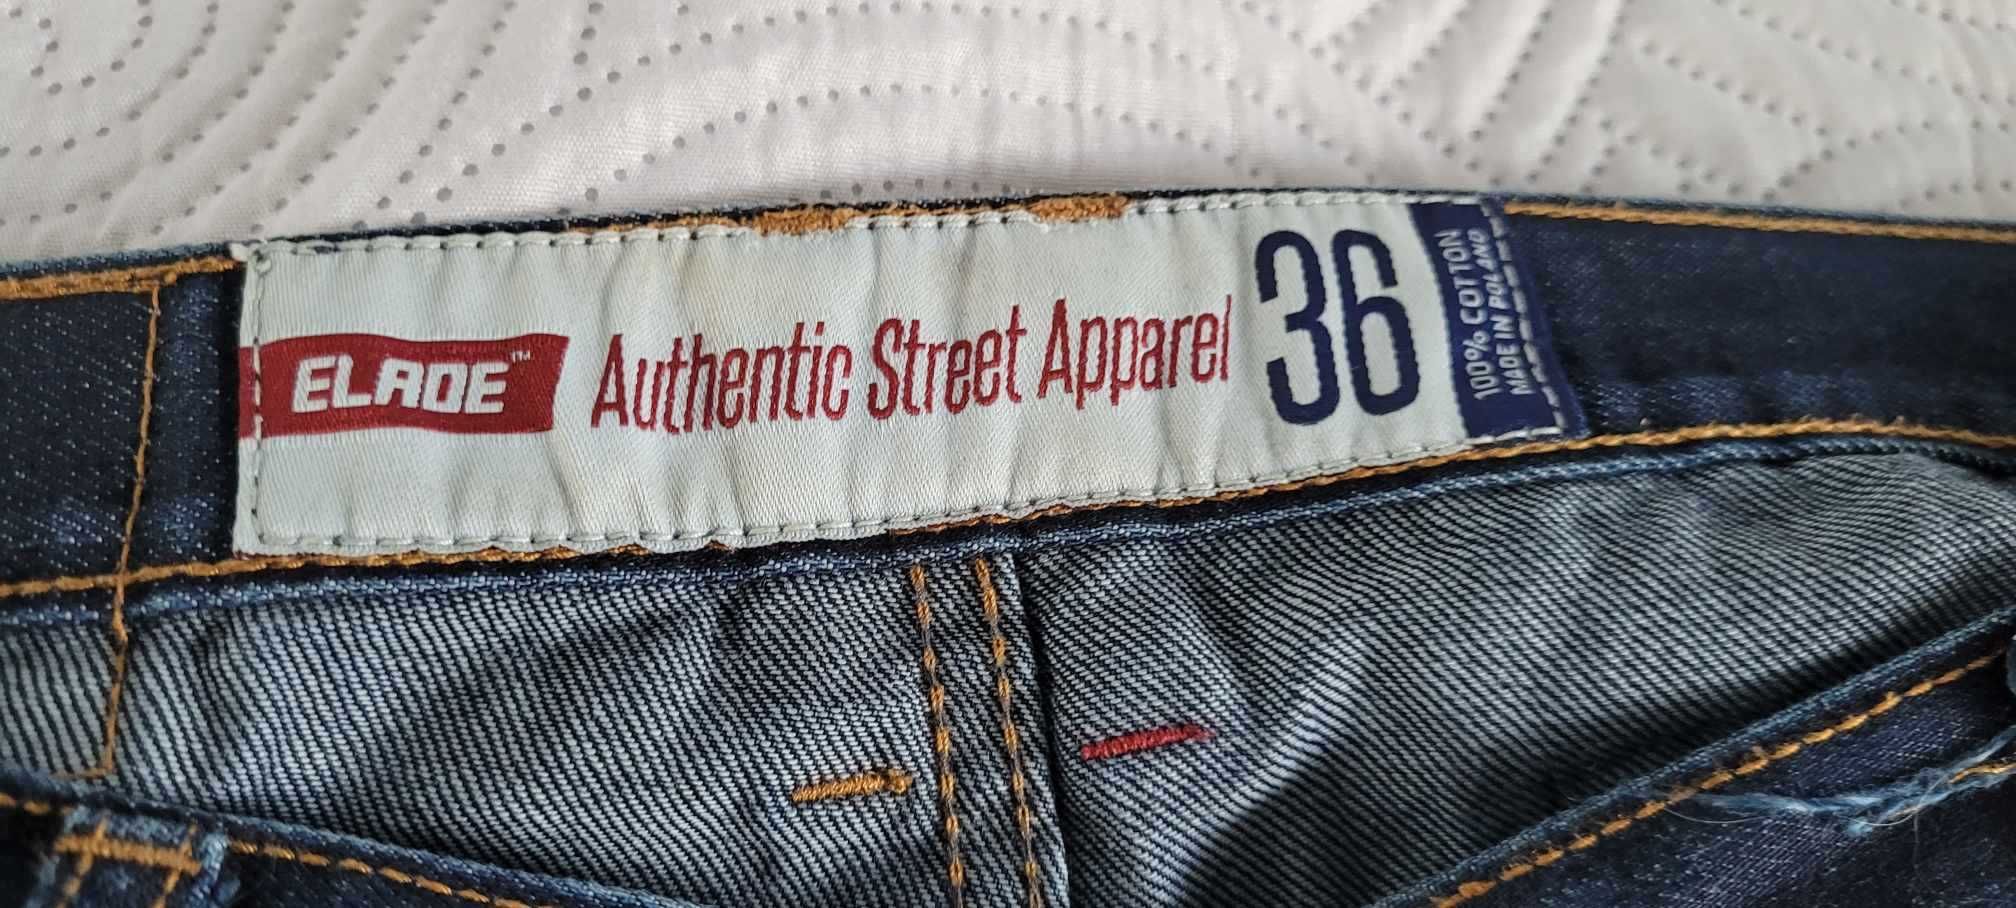 ELADE™
Authentic Street Apparel
36
100% COTTON
MADE IN POLAND